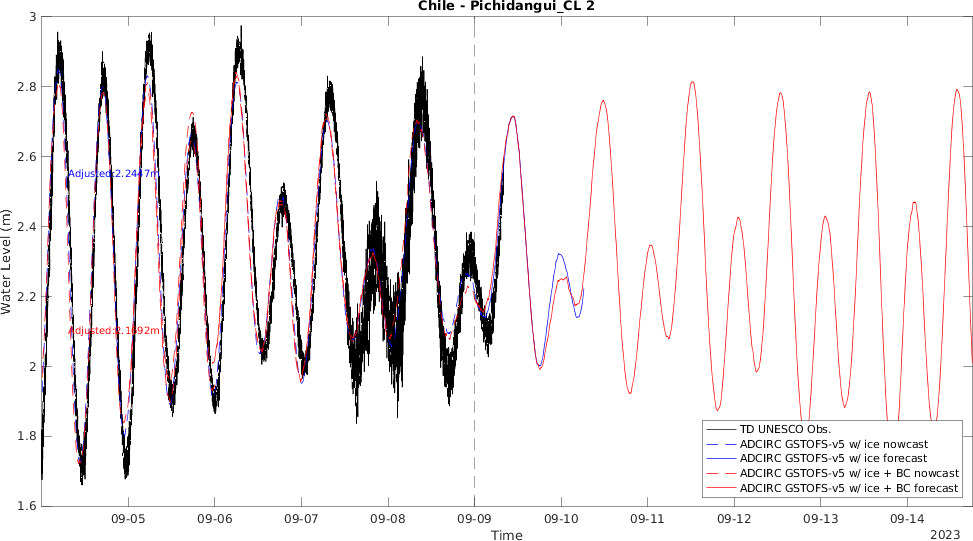 Chile - Pichidangui_CL 2
3
2.8
2.6
2.4
2.2
2
1.8
1.6
Water Level (m)
Adjusted:2.2447m
Adjusted:2.1692m
TD UNESCO Obs.
ADCIRC GSTOFS-v5 w/ ice nowcast
ADCIRC GSTOFS-v5 w/ ice forecast
ADCIRC GSTOFS-v5 w/ ice + BC nowcast
ADCIRC GSTOFS-v5 w/ ice + BC forecast
09-05 09-06 09-07 09-08 09-09 09-10 09-11 09-12 09-13 09-14
Time
2023